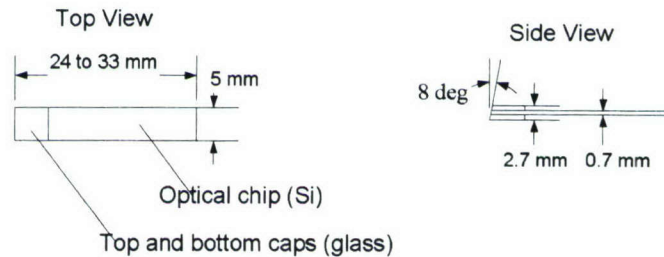 Top View
24 to 33 mm
5 mm
Optical chip (Si)
Top and bottom caps (glass)
Side View
8 deg
2.7 mm
0.7 mm